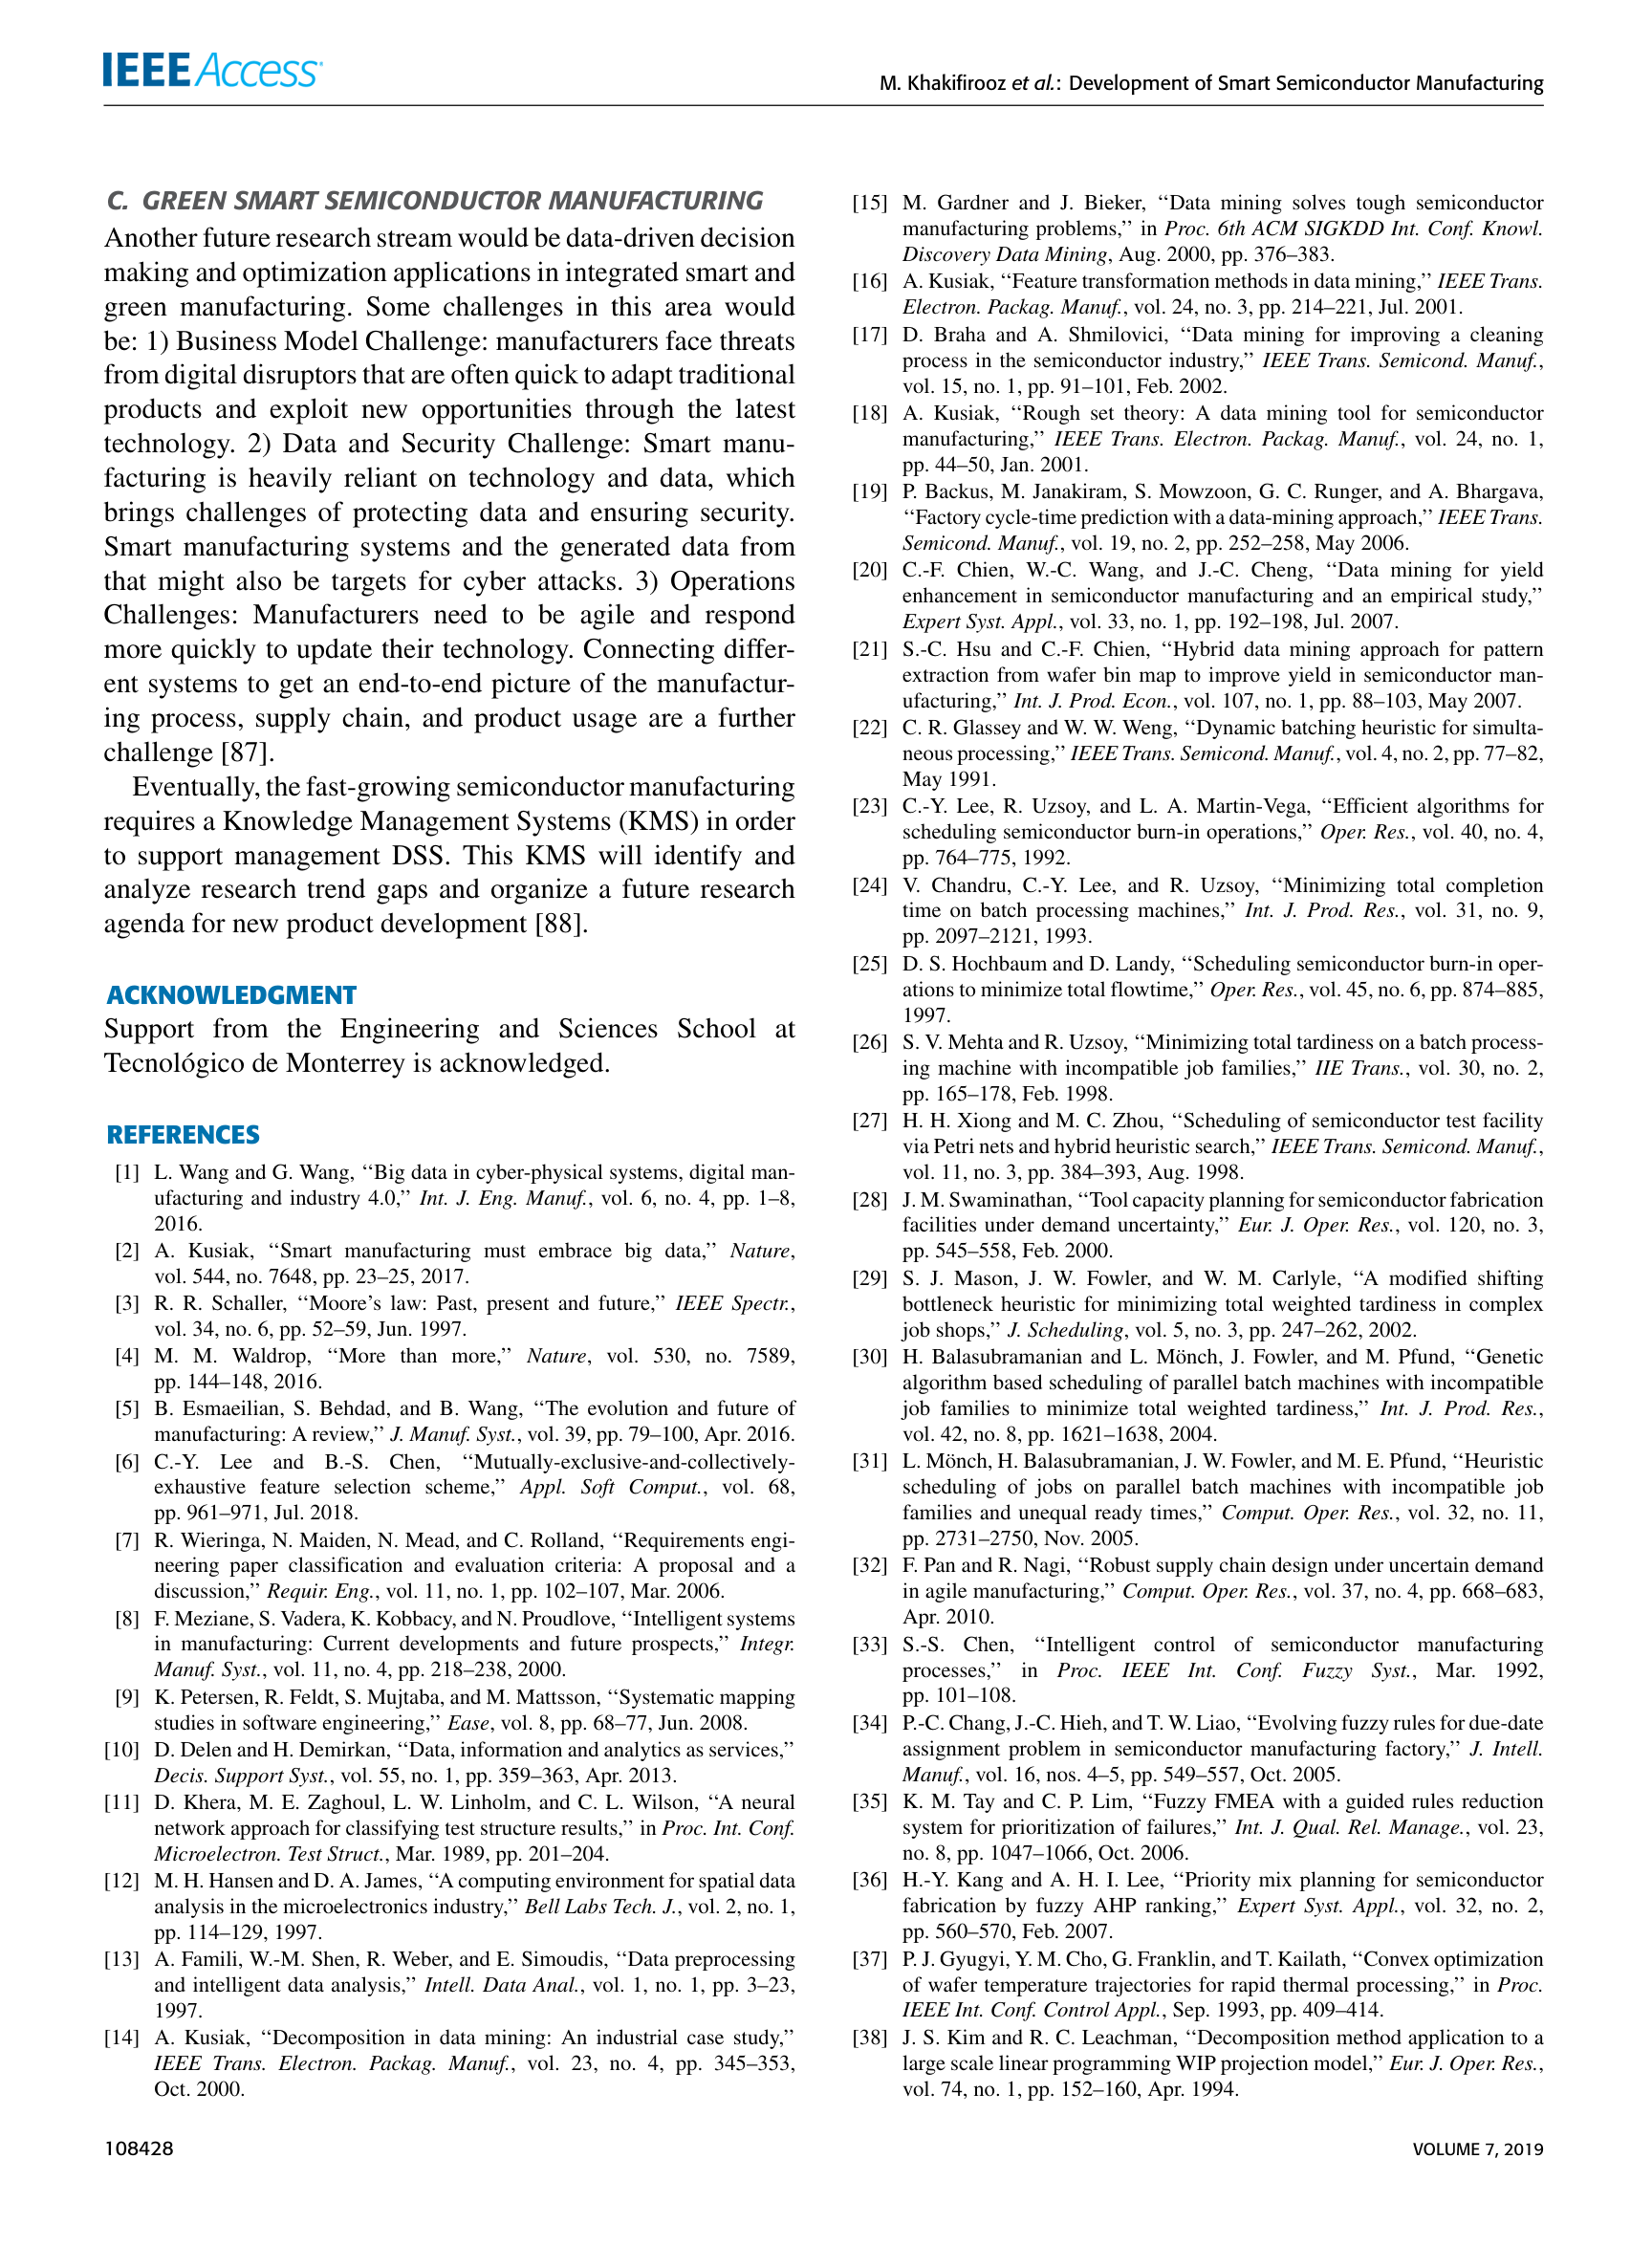 IEEE Access
M. Khakifirooz et al.: Development of Smart Semiconductor Manufacturing
C. GREEN SMART SEMICONDUCTOR MANUFACTURING
Another future research stream would be data-driven decision
making and optimization applications in integrated smart and
green manufacturing. Some challenges in this area would
be: 1) Business Model Challenge: manufacturers face threats
from digital disruptors that are often quick to adapt traditional
products and exploit new opportunities through the latest
technology. 2) Data and Security Challenge: Smart manu-
facturing is heavily reliant on technology and data, which
brings challenges of protecting data and ensuring security.
Smart manufacturing systems and the generated data from
that might also be targets for cyber attacks. 3) Operations
Challenges: Manufacturers need to be agile and respond
more quickly to update their technology. Connecting differ-
ent systems to get an end-to-end picture of the manufactur-
ing process, supply chain, and product usage are a further
challenge [87].
Eventually, the fast-growing semiconductor manufacturing
requires a Knowledge Management Systems (KMS) in order
to support management DSS. This KMS will identify and
analyze research trend gaps and organize a future research
agenda for new product development [88].
ACKNOWLEDGMENT
Support from the Engineering and Sciences School at
Tecnológico de Monterrey is acknowledged.
REFERENCES
[1] L. Wang and G. Wang, ‘‘Big data in cyber-physical systems, digital man-
ufacturing and industry 4.0,’’ Int. J. Eng. Manuf., vol. 6, no. 4, pp. 1–8,
2016.
[2] A. Kusiak, ‘‘Smart manufacturing must embrace big data,’’ Nature,
vol. 544, no. 7648, pp. 23–25, 2017.
[3] R. R. Schaller, ‘‘Moore’s law: Past, present and future,’’ IEEE Spectr.,
vol. 34, no. 6, pp. 52–59, Jun. 1997.
[4] M. M. Waldrop, ‘‘More than more,’’ Nature, vol. 530, no. 7589,
pp. 144–148, 2016.
[5] B. Esmaeilian, S. Behdad, and B. Wang, ‘‘The evolution and future of
manufacturing: A review,’’ J. Manuf. Syst., vol. 39, pp. 79–100, Apr. 2016.
[6] C.-Y. Lee and B.-S. Chen, ‘‘Mutually-exclusive-and-collectively-
exhaustive feature selection scheme,’’ Appl. Soft Comput., vol. 68,
pp. 961–971, Jul. 2018.
[7] R. Wieringa, N. Maiden, N. Mead, and C. Rolland, ‘‘Requirements engi-
neering paper classification and evaluation criteria: A proposal and a
discussion,’’ Requir. Eng., vol. 11, no. 1, pp. 102–107, Mar. 2006.
[8] F. Meziane, S. Vadera, K. Kobbacy, and N. Proudlove, ‘‘Intelligent systems
in manufacturing: Current developments and future prospects,’’ Integr.
Manuf. Syst., vol. 11, no. 4, pp. 218–238, 2000.
[9] K. Petersen, R. Feldt, S. Mujtaba, and M. Mattsson, ‘‘Systematic mapping
studies in software engineering,’’ Ease, vol. 8, pp. 68–77, Jun. 2008.
[10] D. Delen and H. Demirkan, ‘‘Data, information and analytics as services,’’
Decis. Support Syst., vol. 55, no. 1, pp. 359–363, Apr. 2013.
[11] D. Khera, M. E. Zaghoul, L. W. Linholm, and C. L. Wilson, ‘‘A neural
network approach for classifying test structure results,’’ in Proc. Int. Conf.
Microelectron. Test Struct., Mar. 1989, pp. 201–204.
[12] M. H. Hansen and D. A. James, ‘‘A computing environment for spatial data
analysis in the microelectronics industry,’’ Bell Labs Tech. J., vol. 2, no. 1,
pp. 114–129, 1997.
[13] A. Famili, W.-M. Shen, R. Weber, and E. Simoudis, ‘‘Data preprocessing
and intelligent data analysis,’’ Intell. Data Anal., vol. 1, no. 1, pp. 3–23,
1997.
[14] A. Kusiak, ‘‘Decomposition in data mining: An industrial case study,’’
IEEE Trans. Electron. Packag. Manuf., vol. 23, no. 4, pp. 345–353,
Oct. 2000.
[15] M. Gardner and J. Bieker, ‘‘Data mining solves tough semiconductor
manufacturing problems,’’ in Proc. 6th ACM SIGKDD Int. Conf. Knowl.
Discovery Data Mining, Aug. 2000, pp. 376–383.
[16] A. Kusiak, ‘‘Feature transformation methods in data mining,’’ IEEE Trans.
Electron. Packag. Manuf., vol. 24, no. 3, pp. 214–221, Jul. 2001.
[17] D. Braha and A. Shmilovici, ‘‘Data mining for improving a cleaning
process in the semiconductor industry,’’ IEEE Trans. Semicond. Manuf.,
vol. 15, no. 1, pp. 91–101, Feb. 2002.
[18] A. Kusiak, ‘‘Rough set theory: A data mining tool for semiconductor
manufacturing,’’ IEEE Trans. Electron. Packag. Manuf., vol. 24, no. 1,
pp. 44–50, Jan. 2001.
[19] P. Backus, M. Janakiram, S. Mowzoon, G. C. Runger, and A. Bhargava,
‘‘Factory cycle-time prediction with a data-mining approach,’’ IEEE Trans.
Semicond. Manuf., vol. 19, no. 2, pp. 252–258, May 2006.
[20] C.-F. Chien, W.-C. Wang, and J.-C. Cheng, ‘‘Data mining for yield
enhancement in semiconductor manufacturing and an empirical study,’’
Expert Syst. Appl., vol. 33, no. 1, pp. 192–198, Jul. 2007.
[21] S.-C. Hsu and C.-F. Chien, ‘‘Hybrid data mining approach for pattern
extraction from wafer bin map to improve yield in semiconductor man-
ufacturing,’’ Int. J. Prod. Econ., vol. 107, no. 1, pp. 88–103, May 2007.
[22] C. R. Glassey and W. W. Weng, ‘‘Dynamic batching heuristic for simulta-
neous processing,’’ IEEE Trans. Semicond. Manuf., vol. 4, no. 2, pp. 77–82,
May 1991.
[23] C.-Y. Lee, R. Uzsoy, and L. A. Martin-Vega, ‘‘Efficient algorithms for
scheduling semiconductor burn-in operations,’’ Oper. Res., vol. 40, no. 4,
pp. 764–775, 1992.
[24] V. Chandru, C.-Y. Lee, and R. Uzsoy, ‘‘Minimizing total completion
time on batch processing machines,’’ Int. J. Prod. Res., vol. 31, no. 9,
pp. 2097–2121, 1993.
[25] D. S. Hochbaum and D. Landy, ‘‘Scheduling semiconductor burn-in oper-
ations to minimize total flowtime,’’ Oper. Res., vol. 45, no. 6, pp. 874–885,
1997.
[26] S. V. Mehta and R. Uzsoy, ‘‘Minimizing total tardiness on a batch process-
ing machine with incompatible job families,’’ IIE Trans., vol. 30, no. 2,
pp. 165–178, Feb. 1998.
[27] H. H. Xiong and M. C. Zhou, ‘‘Scheduling of semiconductor test facility
via Petri nets and hybrid heuristic search,’’ IEEE Trans. Semicond. Manuf.,
vol. 11, no. 3, pp. 384–393, Aug. 1998.
[28] J. M. Swaminathan, ‘‘Tool capacity planning for semiconductor fabrication
facilities under demand uncertainty,’’ Eur. J. Oper. Res., vol. 120, no. 3,
pp. 545–558, Feb. 2000.
[29] S. J. Mason, J. W. Fowler, and W. M. Carlyle, ‘‘A modified shifting
bottleneck heuristic for minimizing total weighted tardiness in complex
job shops,’’ J. Scheduling, vol. 5, no. 3, pp. 247–262, 2002.
[30] H. Balasubramanian and L. Mönch, J. Fowler, and M. Pfund, ‘‘Genetic
algorithm based scheduling of parallel batch machines with incompatible
job families to minimize total weighted tardiness,’’ Int. J. Prod. Res.,
vol. 42, no. 8, pp. 1621–1638, 2004.
[31] L. Mönch, H. Balasubramanian, J. W. Fowler, and M. E. Pfund, ‘‘Heuristic
scheduling of jobs on parallel batch machines with incompatible job
families and unequal ready times,’’ Comput. Oper. Res., vol. 32, no. 11,
pp. 2731–2750, Nov. 2005.
[32] F. Pan and R. Nagi, ‘‘Robust supply chain design under uncertain demand
in agile manufacturing,’’ Comput. Oper. Res., vol. 37, no. 4, pp. 668–683,
Apr. 2010.
[33] S.-S. Chen, ‘‘Intelligent control of semiconductor manufacturing
processes,’’ in Proc. IEEE Int. Conf. Fuzzy Syst., Mar. 1992,
pp. 101–108.
[34] P.-C. Chang, J.-C. Hieh, and T. W. Liao, ‘‘Evolving fuzzy rules for due-date
assignment problem in semiconductor manufacturing factory,’’ J. Intell.
Manuf., vol. 16, nos. 4–5, pp. 549–557, Oct. 2005.
[35] K. M. Tay and C. P. Lim, ‘‘Fuzzy FMEA with a guided rules reduction
system for prioritization of failures,’’ Int. J. Qual. Rel. Manage., vol. 23,
no. 8, pp. 1047–1066, Oct. 2006.
[36] H.-Y. Kang and A. H. I. Lee, ‘‘Priority mix planning for semiconductor
fabrication by fuzzy AHP ranking,’’ Expert Syst. Appl., vol. 32, no. 2,
pp. 560–570, Feb. 2007.
[37] P. J. Gyugyi, Y. M. Cho, G. Franklin, and T. Kailath, ‘‘Convex optimization
of wafer temperature trajectories for rapid thermal processing,’’ in Proc.
IEEE Int. Conf. Control Appl., Sep. 1993, pp. 409–414.
[38] J. S. Kim and R. C. Leachman, ‘‘Decomposition method application to a
large scale linear programming WIP projection model,’’ Eur. J. Oper. Res.,
vol. 74, no. 1, pp. 152–160, Apr. 1994.
108428
VOLUME 7, 2019